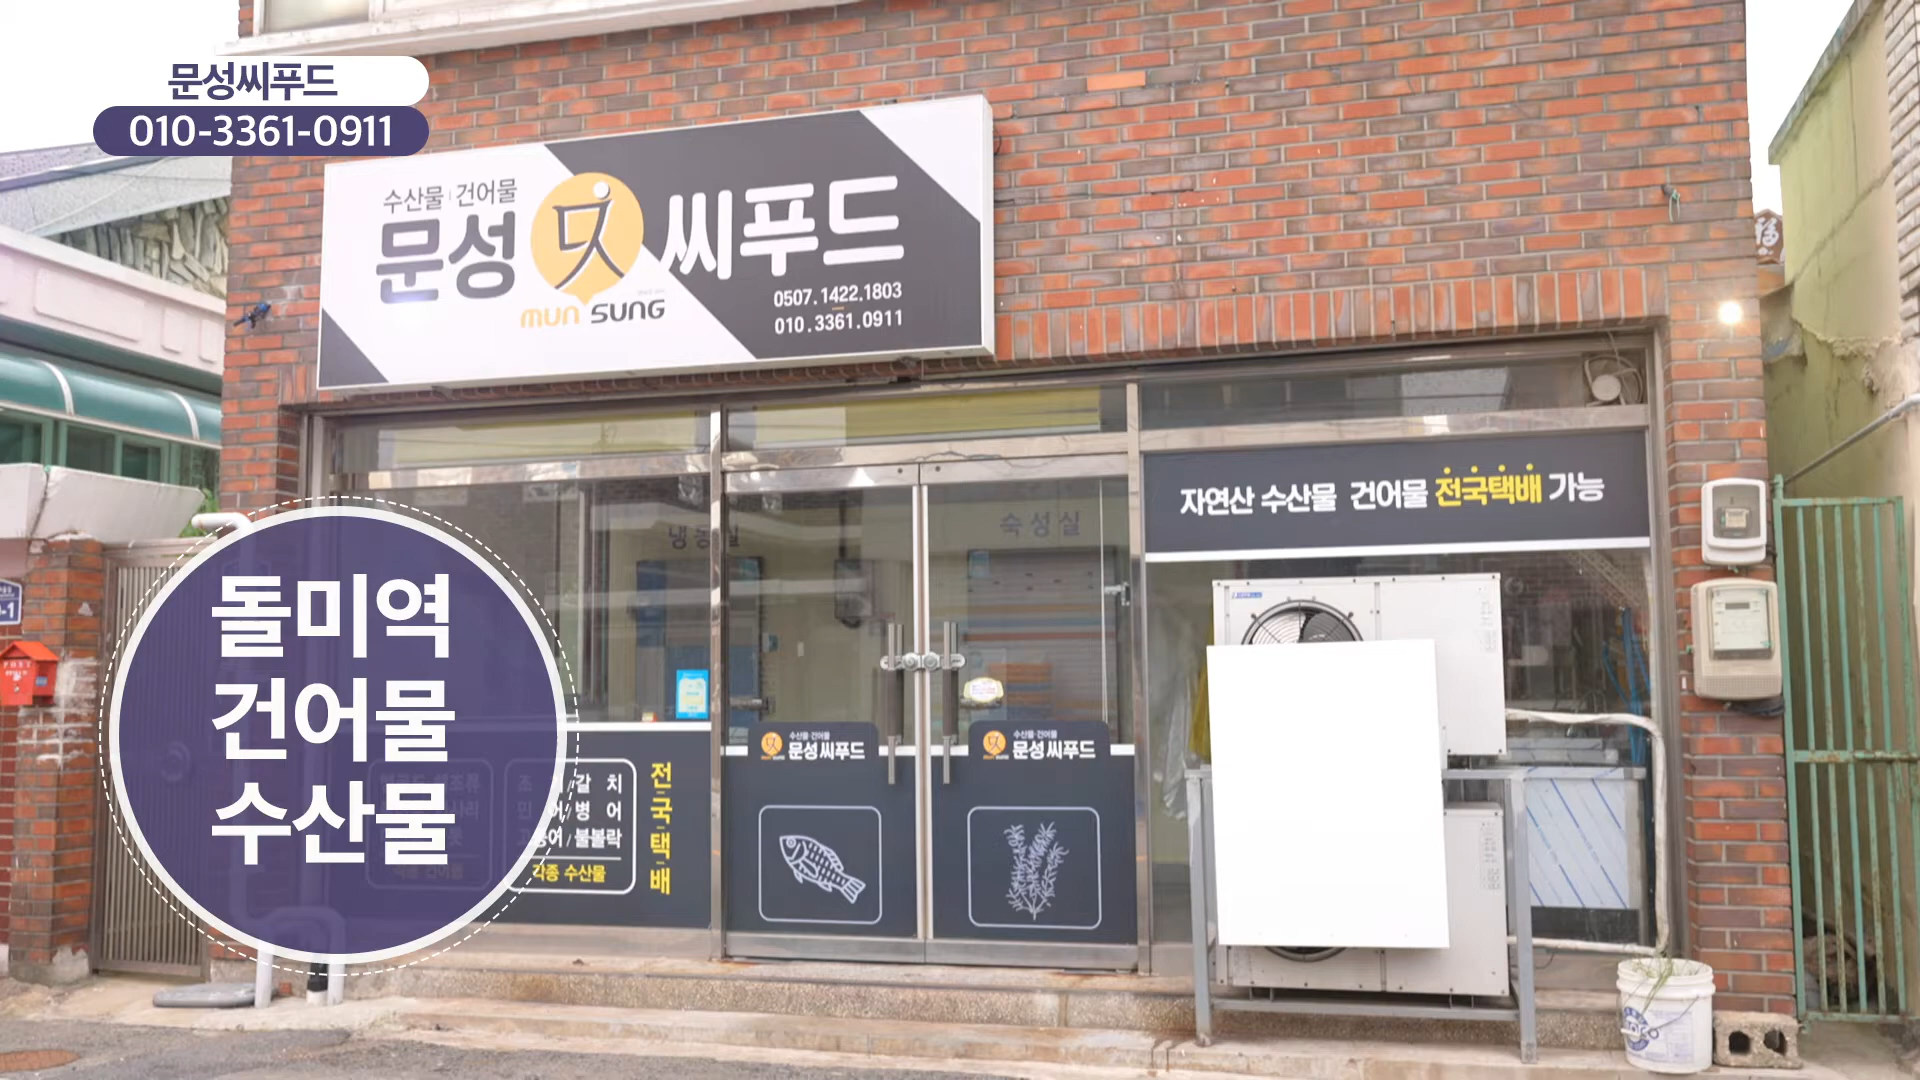 문성씨푸드
010-3361-0911
수산물 건어물
문성 씨푸드
mun SUNG
0507.1422.1803
010.3361.0911
자연산 수산물 건어물 전국택배 가능
냉동실
숙성실
돌미역
건어물
수산물
갈치
병어
/불볼락
각종 수산물
전국택배
수산물·건어물
문성씨푸드
수산물·건어물
문성씨푸드
POST
-1